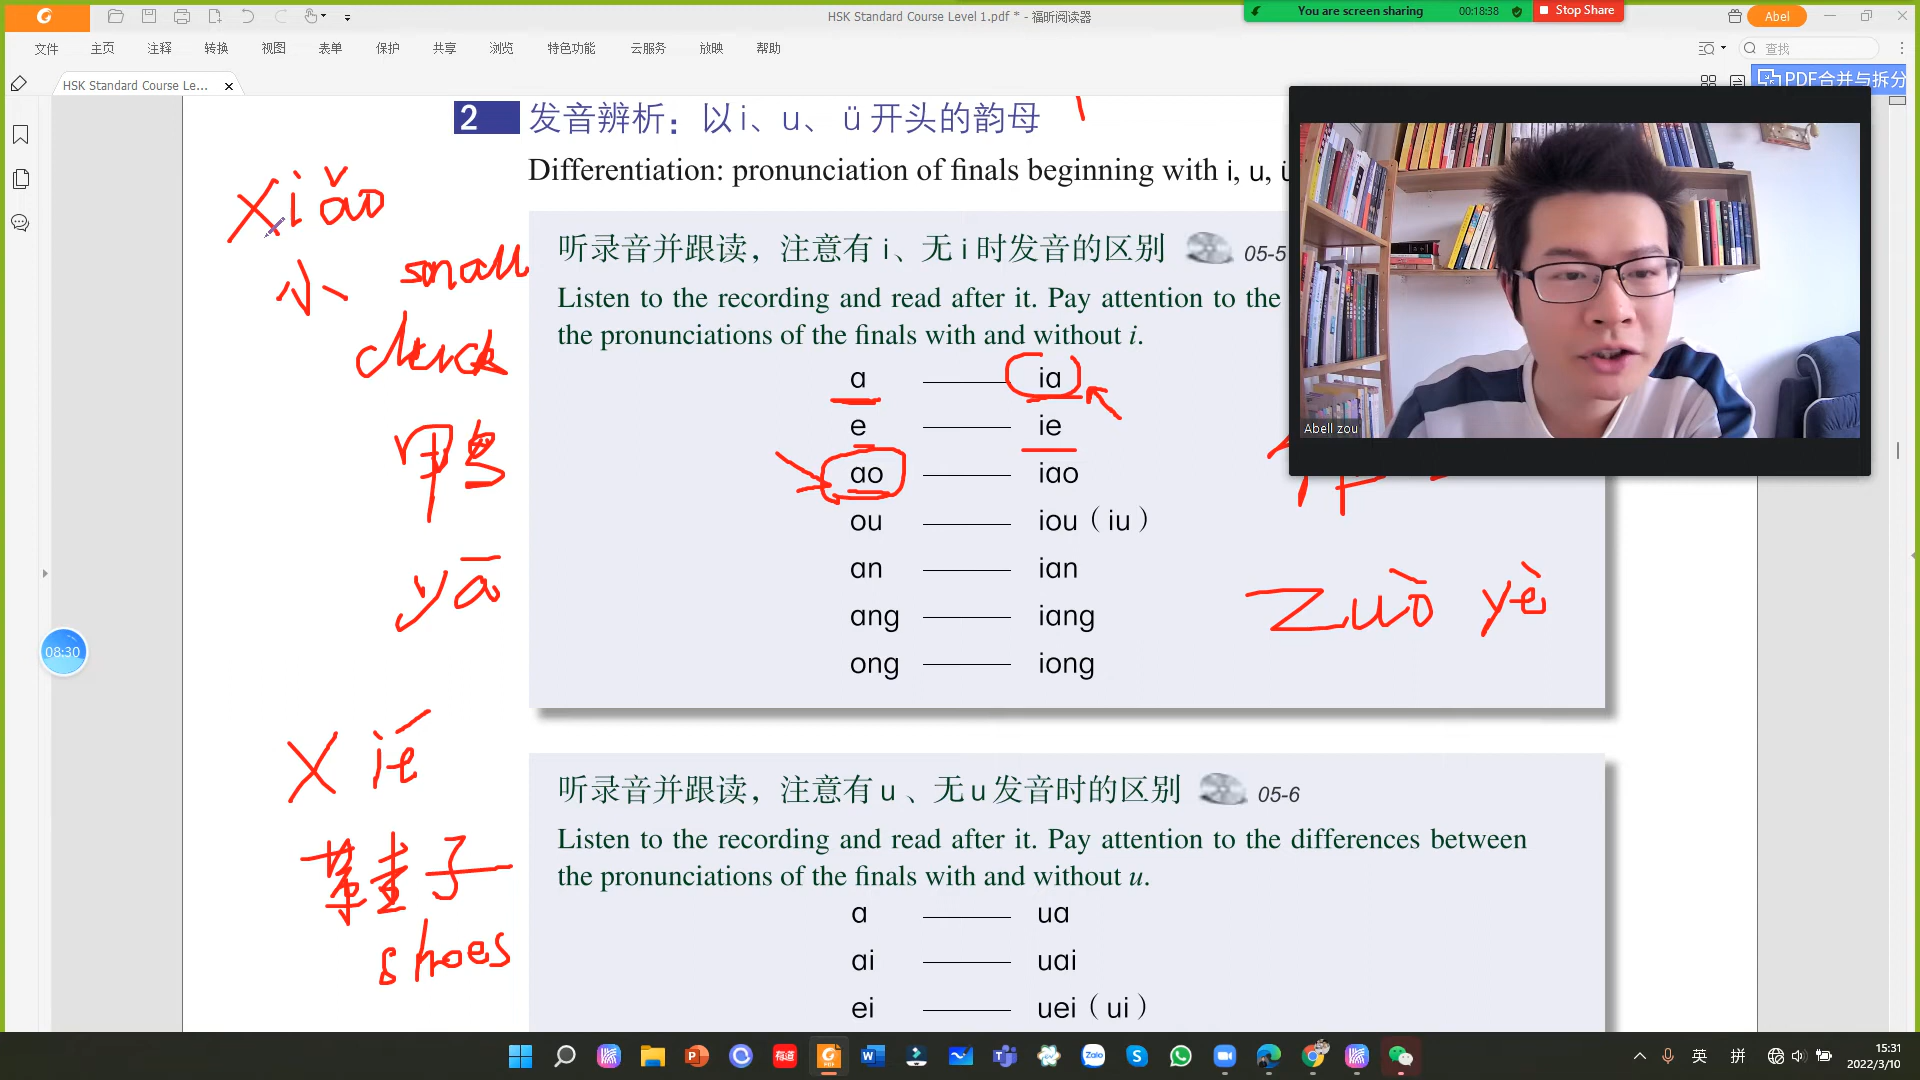 HSK Standard Course Level 1.pdf * - 福昕阅读器
You are screen sharing
00:18:38
Stop Share
Abel
文件 主页 注释 转换 视图 表单 保护 共享 浏览 特色功能 云服务 放映 帮助
查找
HSK Standard Course Le...
PDF合并与拆分
2 发音辨析：以 i、u、ü 开头的韵母
Differentiation: pronunciation of finals beginning with i, u,
xiǎo
小 small
鸭
yā
xié
鞋子
shoes
听录音并跟读，注意有 i、无 i 时发音的区别 05-5
Listen to the recording and read after it. Pay attention to the
the pronunciations of the finals with and without i.
a ia
e ie
ao iao
ou iou（iu）
an ian
ang iang
ong iong
zuò yè
Abell zou
08:30
听录音并跟读，注意有 u 、无 u 发音时的区别 05-6
Listen to the recording and read after it. Pay attention to the differences between
the pronunciations of the finals with and without u.
a ua
ai uai
ei uei（ui）
有道
Zalo
英
拼
15:31
2022/3/10